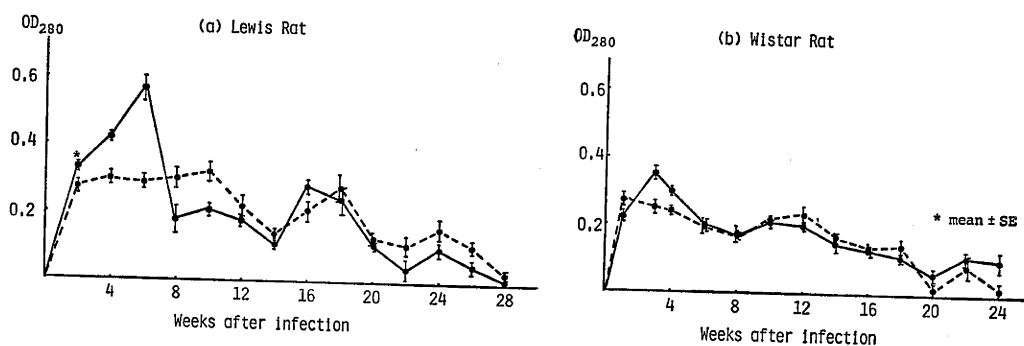 OD280
(a) Lewis Rat
0.6
0.4
0.2
*
4 8 12 16 20 24 28
Weeks after infection
OD280
(b) Wistar Rat
0.6
0.4
0.2
* mean ± SE
4 8 12 16 20 24
Weeks after infection